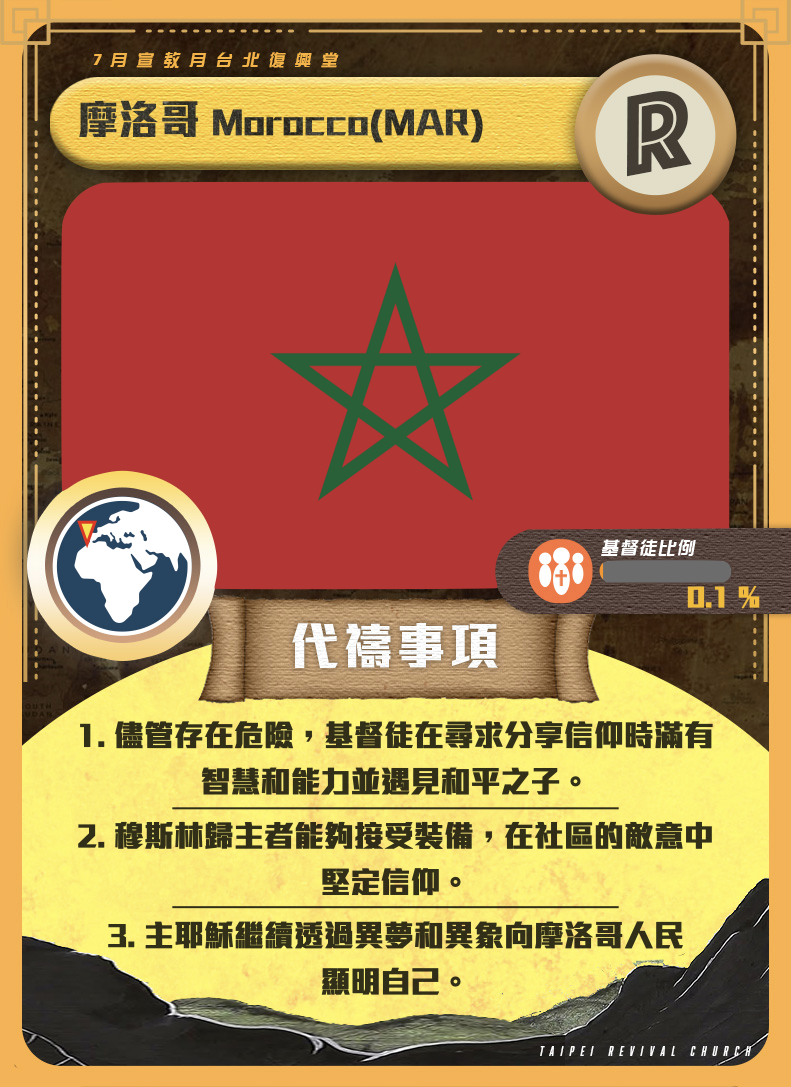 7月宣教月台北復興堂
摩洛哥 Morocco(MAR)
R
基督徒比例
0.1 %
代禱事項
1. 儘管存在危險，基督徒在尋求分享信仰時滿有
智慧和能力並遇見和平之子。
2. 穆斯林歸主者能夠接受裝備，在社區的敵意中
堅定信仰。
3. 主耶穌繼續透過異夢和異象向摩洛哥人民
顯明自己。
TAIPEI REVIVAL CHURCH